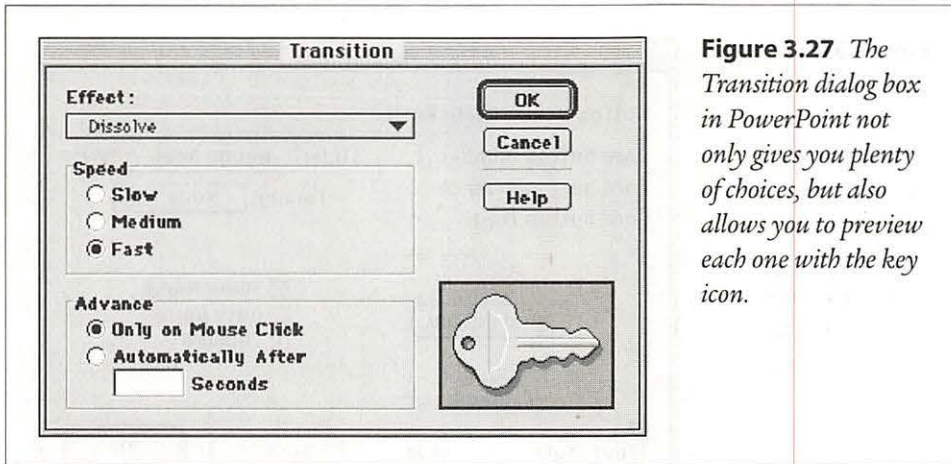 Transition
Effect:
Dissolve
Speed
Slow
Medium
Fast
Advance
Only on Mouse Click
Automatically After
Seconds
OK
Cancel
Help
Figure 3.27 The
Transition dialog box
in PowerPoint not
only gives you plenty
of choices, but also
allows you to preview
each one with the key
icon.